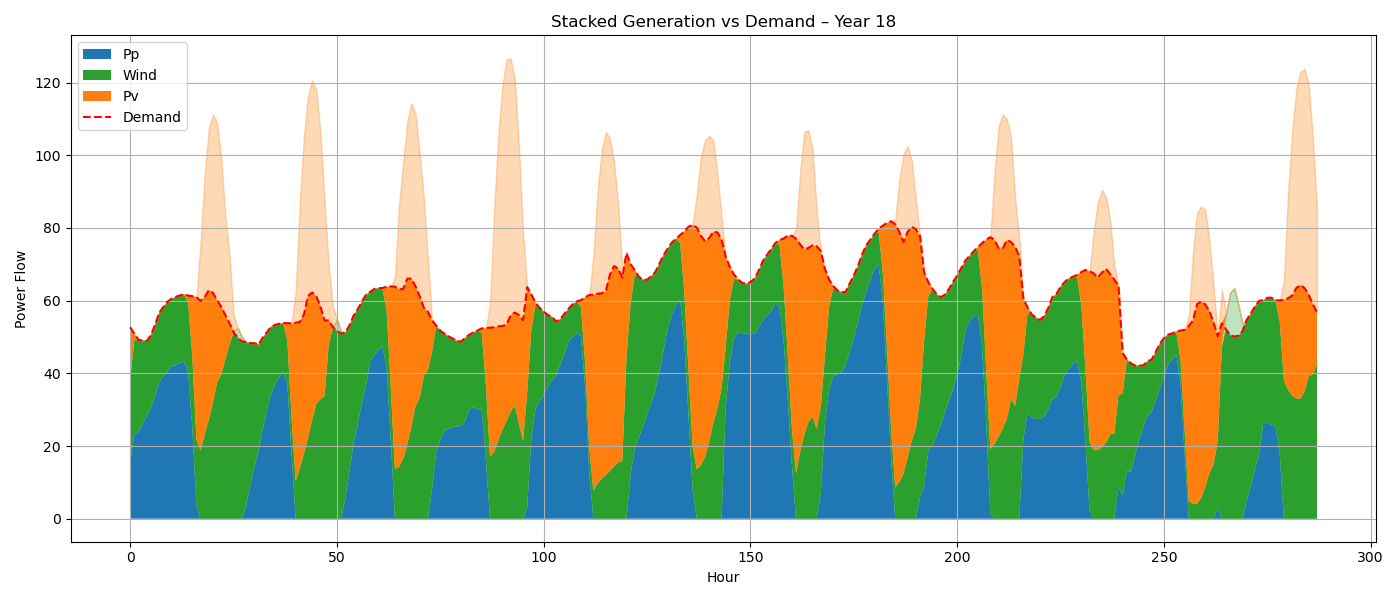 Stacked Generation vs Demand – Year 18
Pp
Wind
Pv
Demand
Power Flow
120
100
80
60
40
20
0
0 50 100 150 200 250 300
Hour